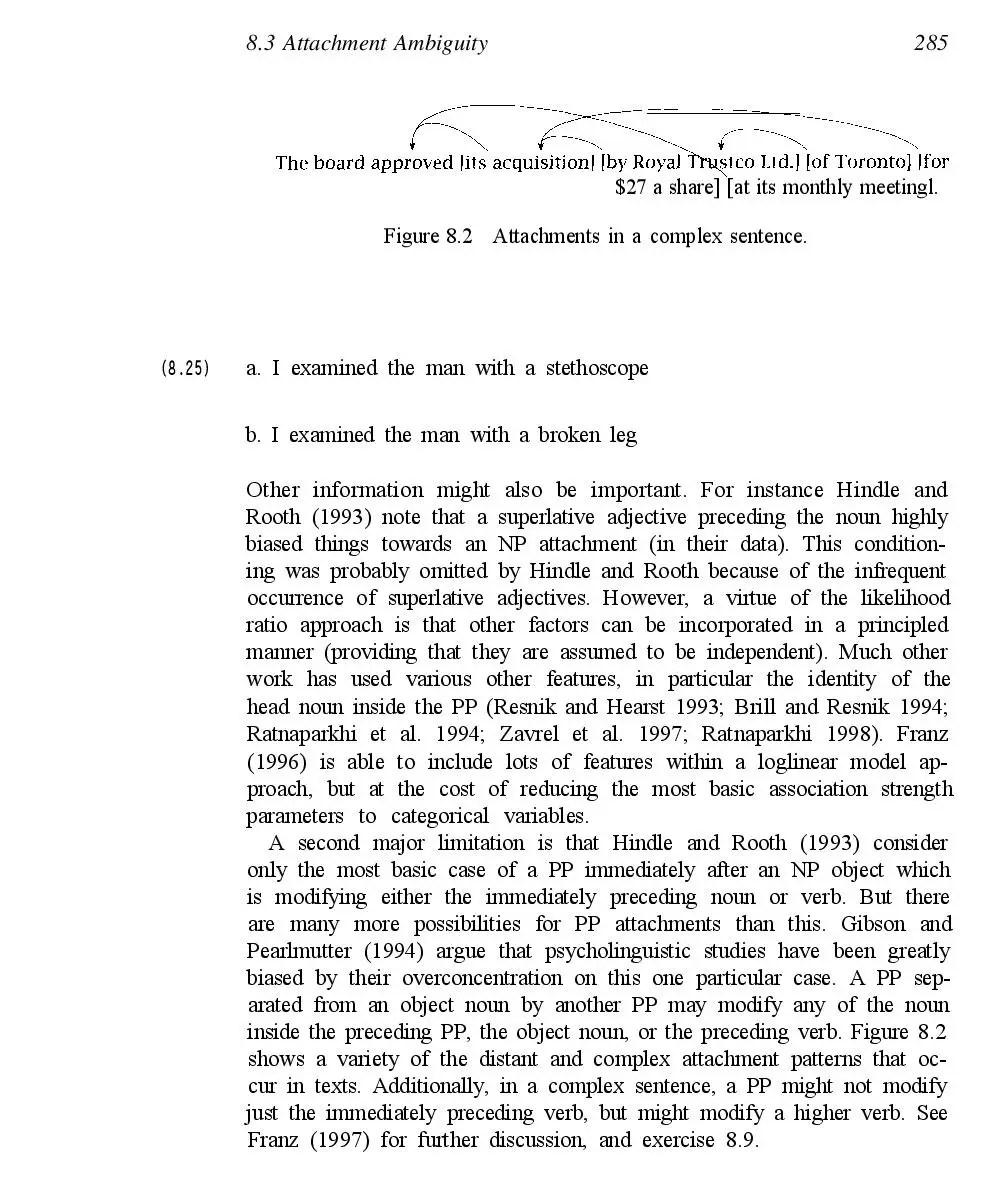 8.3 Attachment Ambiguity 285
The board approved [its acquisition] [by Royal Trustco Ltd.] [of Toronto] [for
$27 a share] [at its monthly meetingl.
Figure 8.2 Attachments in a complex sentence.
(8.25) a. I examined the man with a stethoscope
b. I examined the man with a broken leg
Other information might also be important. For instance Hindle and
Rooth (1993) note that a superlative adjective preceding the noun highly
biased things towards an NP attachment (in their data). This condition-
ing was probably omitted by Hindle and Rooth because of the infrequent
occurrence of superlative adjectives. However, a virtue of the likelihood
ratio approach is that other factors can be incorporated in a principled
manner (providing that they are assumed to be independent). Much other
work has used various other features, in particular the identity of the
head noun inside the PP (Resnik and Hearst 1993; Brill and Resnik 1994;
Ratnaparkhi et al. 1994; Zavrel et al. 1997; Ratnaparkhi 1998). Franz
(1996) is able to include lots of features within a loglinear model ap-
proach, but at the cost of reducing the most basic association strength
parameters to categorical variables.
A second major limitation is that Hindle and Rooth (1993) consider
only the most basic case of a PP immediately after an NP object which
is modifying either the immediately preceding noun or verb. But there
are many more possibilities for PP attachments than this. Gibson and
Pearlmutter (1994) argue that psycholinguistic studies have been greatly
biased by their overconcentration on this one particular case. A PP sep-
arated from an object noun by another PP may modify any of the noun
inside the preceding PP, the object noun, or the preceding verb. Figure 8.2
shows a variety of the distant and complex attachment patterns that oc-
cur in texts. Additionally, in a complex sentence, a PP might not modify
just the immediately preceding verb, but might modify a higher verb. See
Franz (1997) for further discussion, and exercise 8.9.